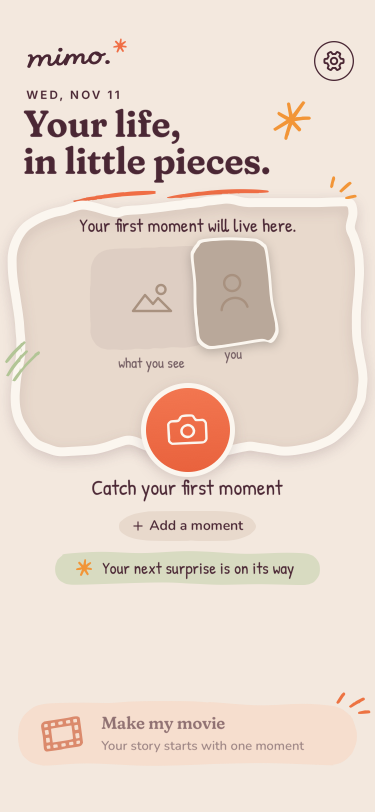 mimo.
WED, NOV 11
Your life,
in little pieces.
Your first moment will live here.
what you see
you
Catch your first moment
+ Add a moment
Your next surprise is on its way
Make my movie
Your story starts with one moment